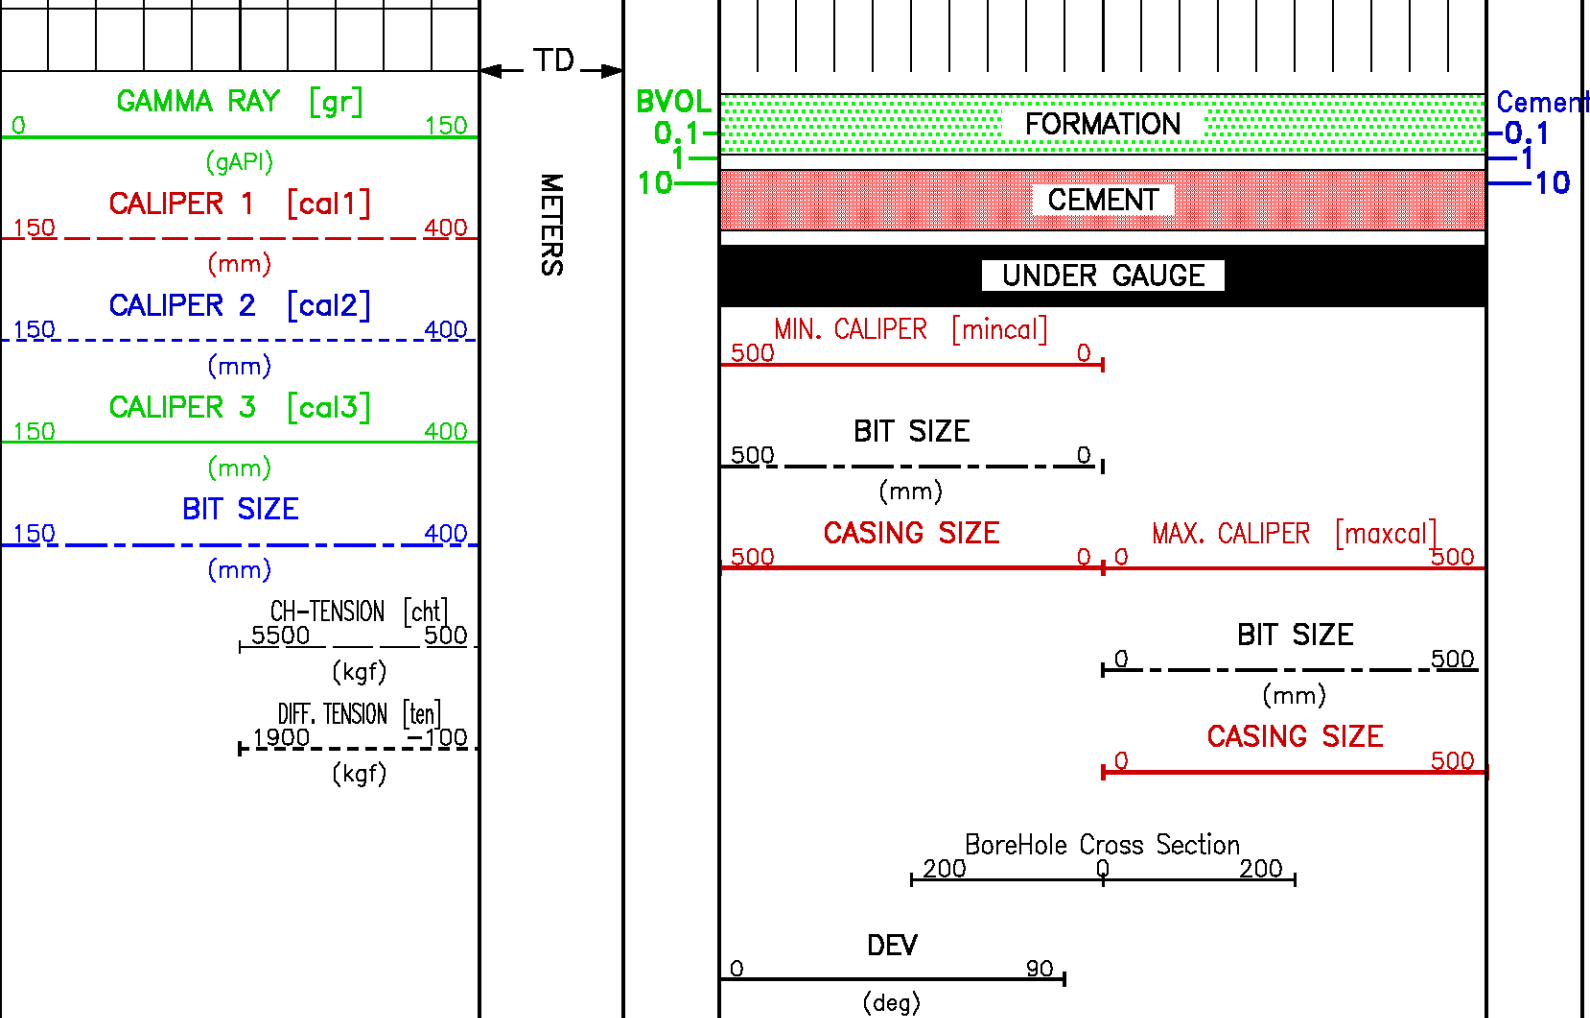 TD
METERS
GAMMA RAY [gr]
0 150
(gAPI)
CALIPER 1 [cal1]
150 400
(mm)
CALIPER 2 [cal2]
150 400
(mm)
CALIPER 3 [cal3]
150 400
(mm)
BIT SIZE
150 400
(mm)
CH-TENSION [cht]
5500 500
(kgf)
DIFF. TENSION [ten]
1900 -100
(kgf)
BVOL
0.1
1
10
FORMATION
CEMENT
UNDER GAUGE
Cement
0.1
1
10
MIN. CALIPER [mincal]
500 0
BIT SIZE
500 0
(mm)
CASING SIZE
500 0
MAX. CALIPER [maxcal]
0 500
BIT SIZE
0 500
(mm)
CASING SIZE
0 500
BoreHole Cross Section
200 0 200
DEV
0 90
(deg)